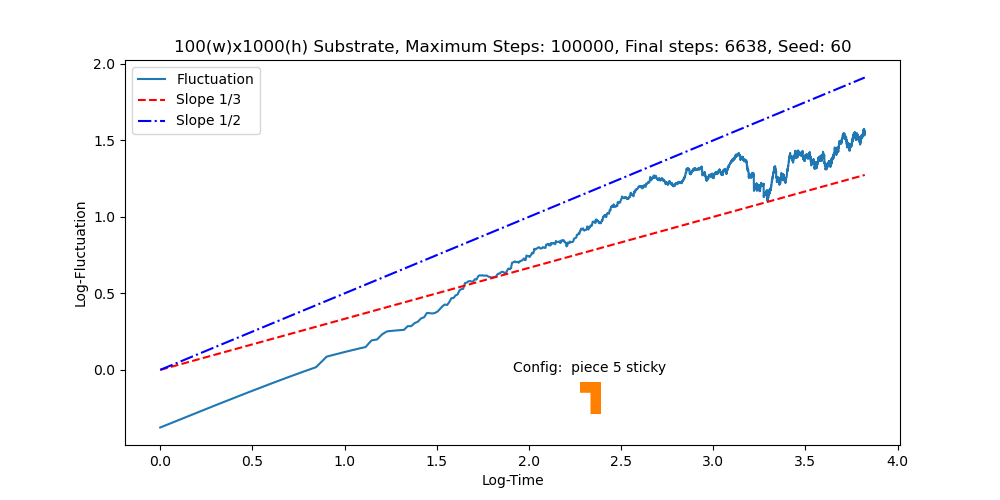 100(w)x1000(h) Substrate, Maximum Steps: 100000, Final steps: 6638, Seed: 60
Fluctuation
Slope 1/3
Slope 1/2
2.0
1.5
1.0
0.5
0.0
Log-Fluctuation
Config:  piece 5 sticky
0.0 0.5 1.0 1.5 2.0 2.5 3.0 3.5 4.0
Log-Time